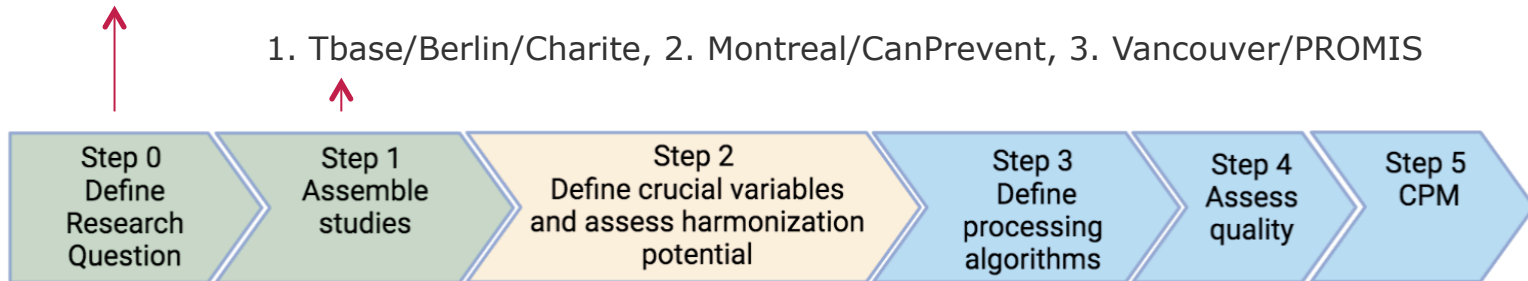 1. Tbase/Berlin/Charite, 2. Montreal/CanPrevent, 3. Vancouver/PROMIS
Step 0
Define
Research
Question
Step 1
Assemble
studies
Step 2
Define crucial variables
and assess harmonization
potential
Step 3
Define
processing
algorithms
Step 4
Assess
quality
Step 5
CPM